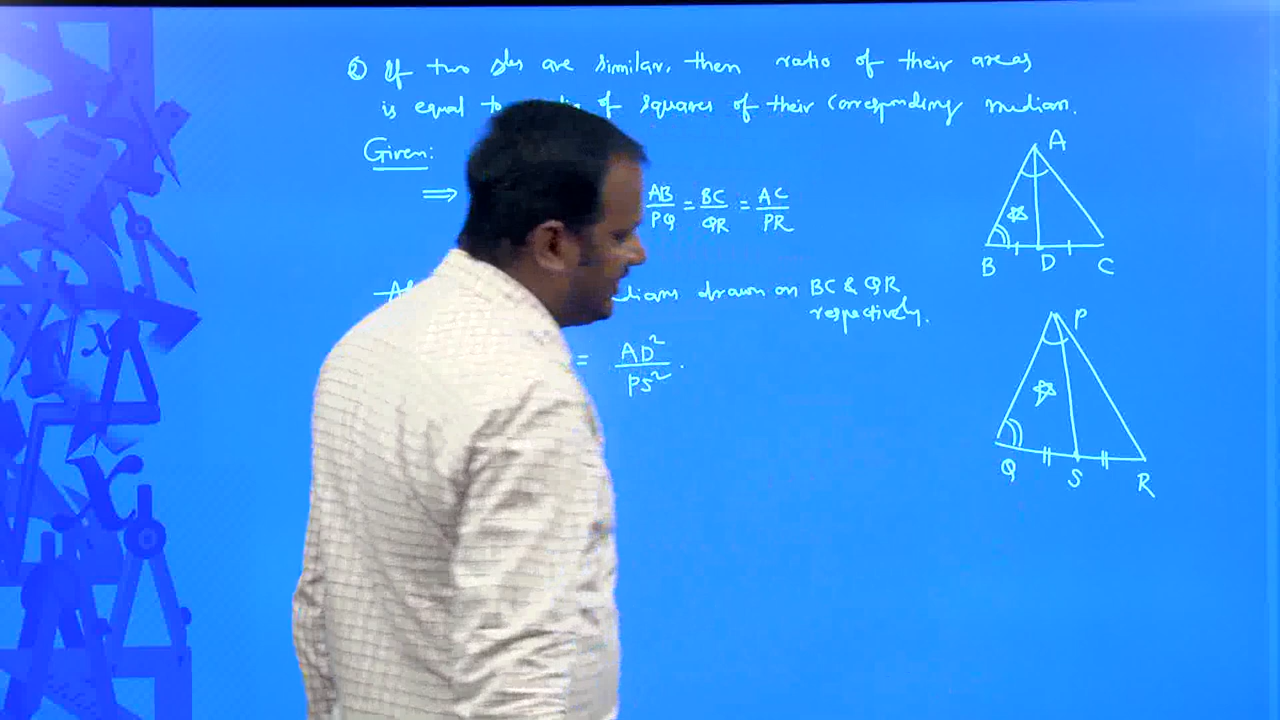 ② If two Δles are similar, then ratio of their areas
is equal to of squares of their corresponding median.
Given:
⇒ AB/PQ = BC/QR = AC/PR
drawn on BC & QR
respectively.
= AD²/PS².
A
B D C
P
Q S R